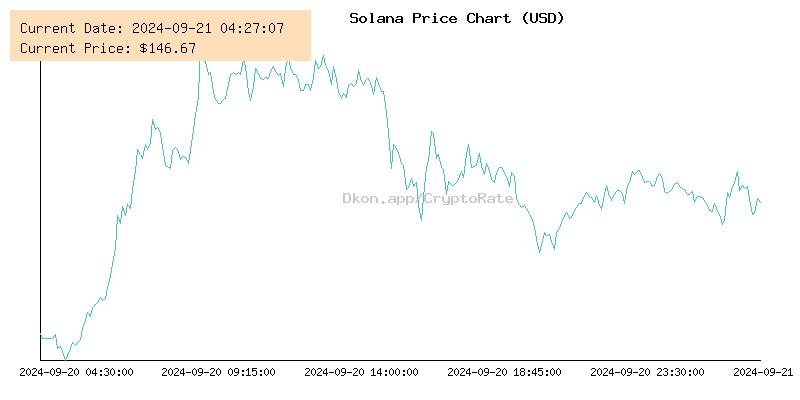 Solana Price Chart (USD)
Current Date: 2024-09-21 04:27:07
Current Price: $146.67
Dkon.app/CryptoRate
2024-09-20 04:30:00
2024-09-20 09:15:00
2024-09-20 14:00:00
2024-09-20 18:45:00
2024-09-20 23:30:00
2024-09-21